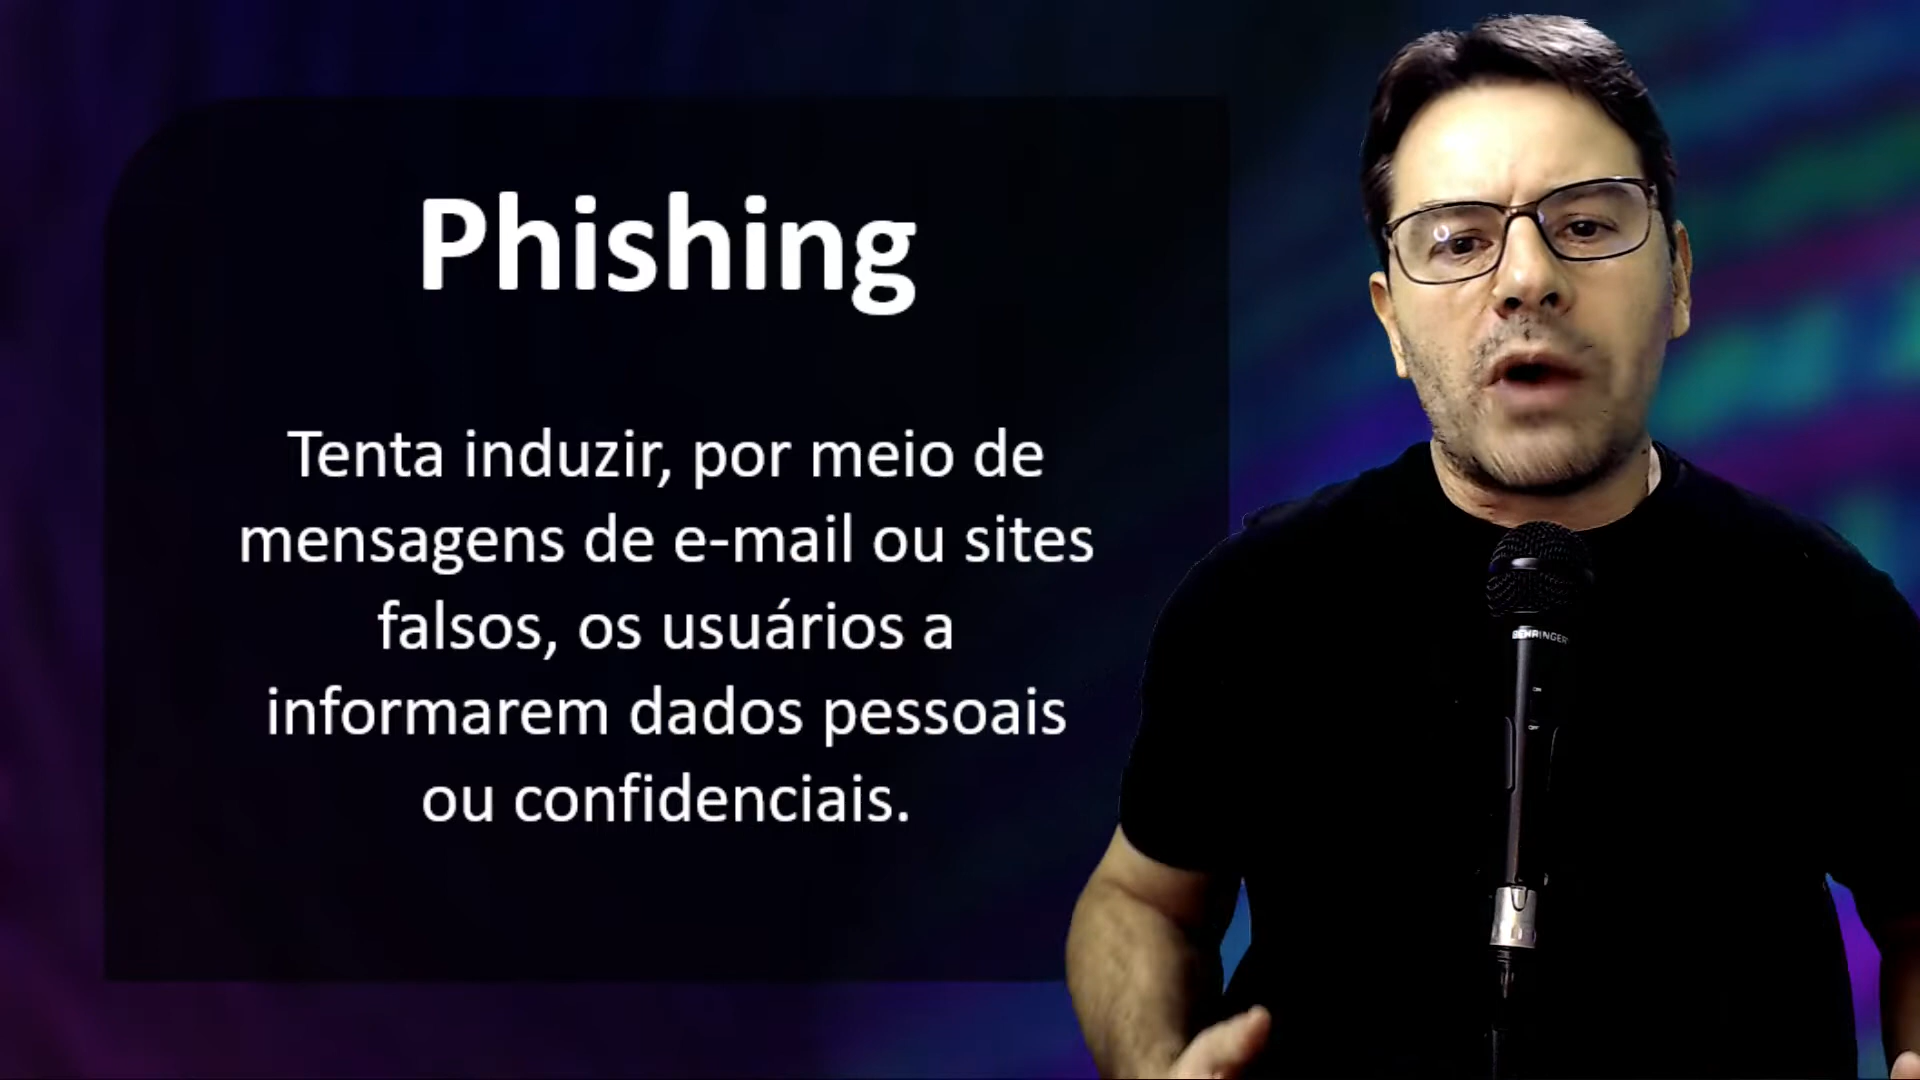 Phishing
Tenta induzir, por meio de
mensagens de e-mail ou sites
falsos, os usuários a
informarem dados pessoais
ou confidenciais.
BEHRINGER